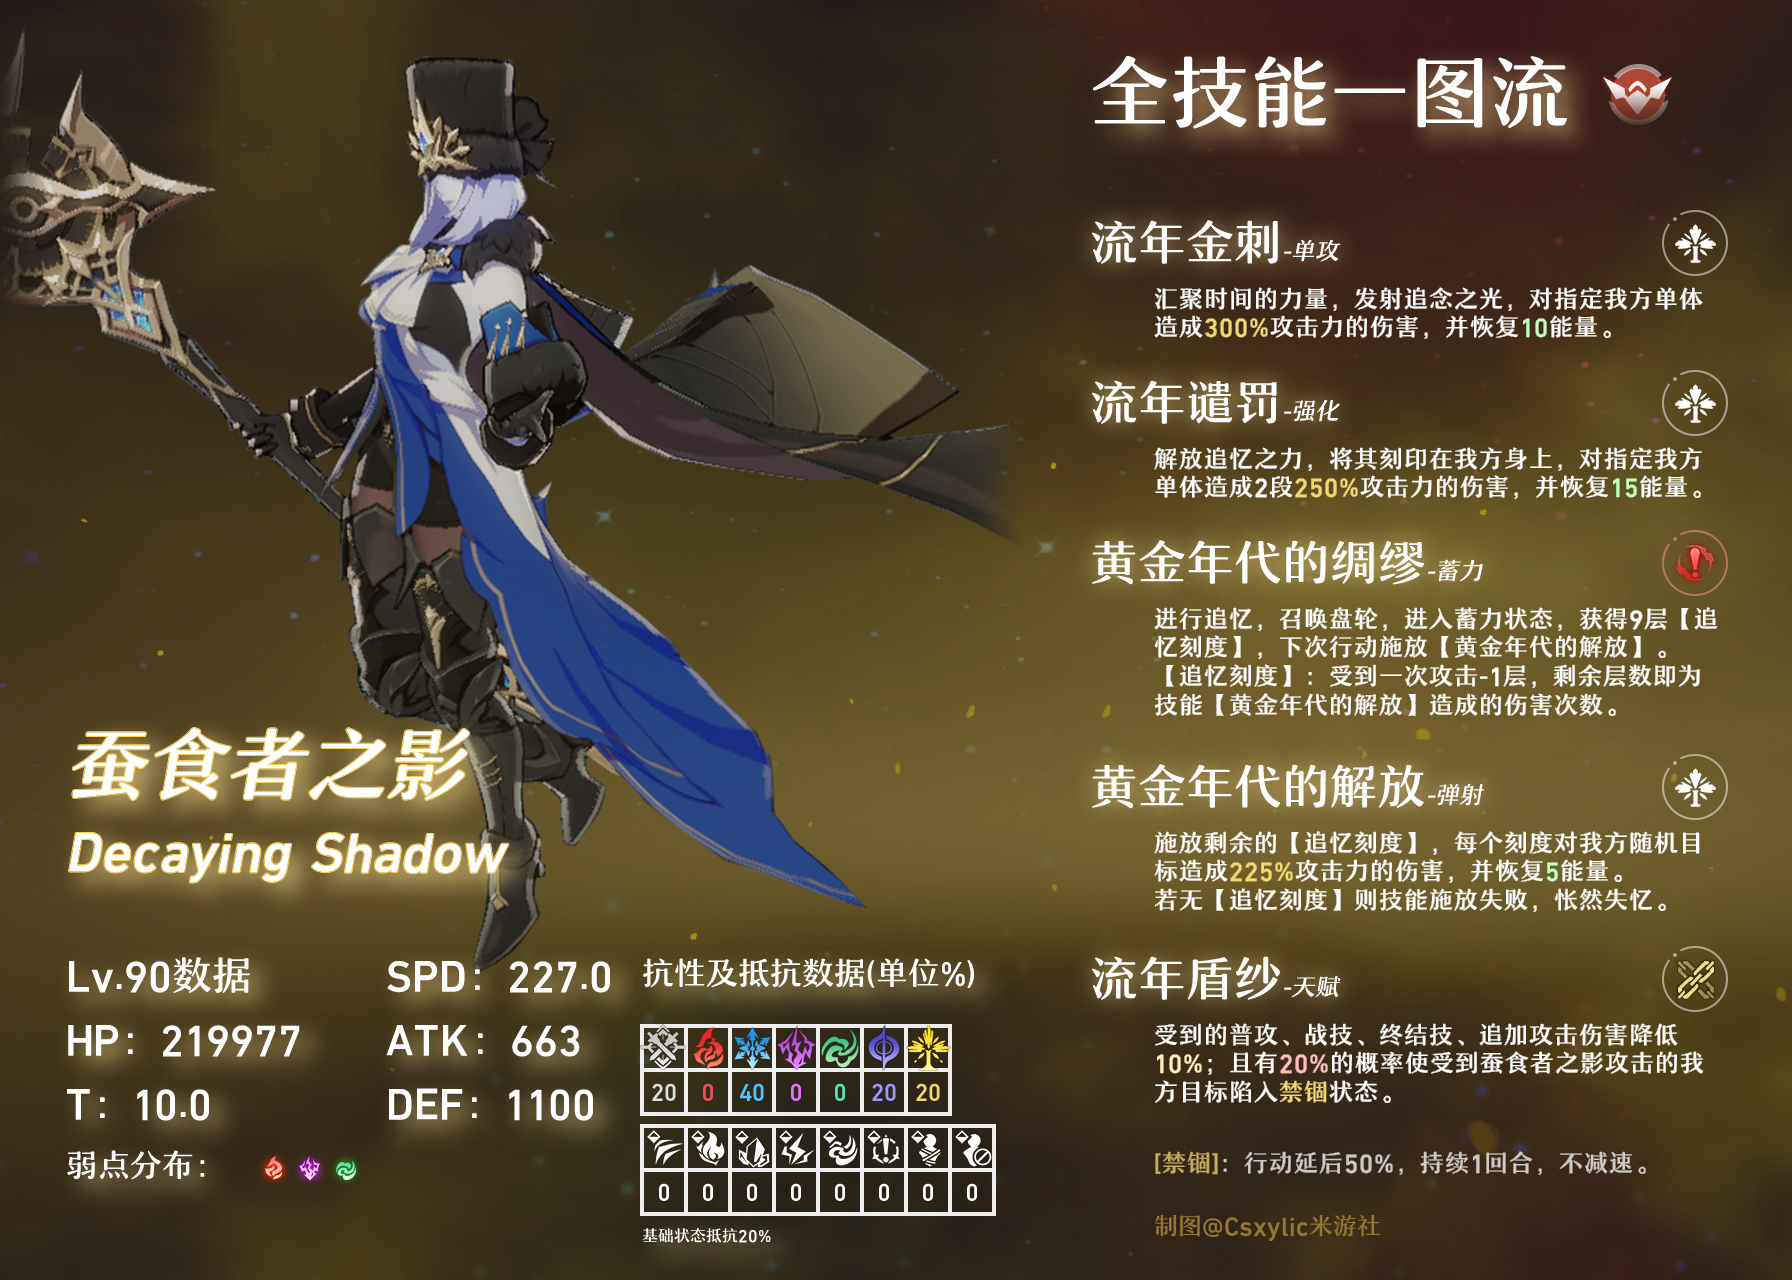 全技能一图流
流年金刺-单攻
汇聚时间的力量，发射追念之光，对指定我方单体
造成300%攻击力的伤害，并恢复10能量。
流年谴罚-强化
解放追忆之力，将其刻印在我方身上，对指定我方
单体造成2段250%攻击力的伤害，并恢复15能量。
黄金年代的绸缪-蓄力
进行追忆，召唤盘轮，进入蓄力状态，获得9层【追
忆刻度】，下次行动施放【黄金年代的解放】。
【追忆刻度】：受到一次攻击-1层，剩余层数即为
技能【黄金年代的解放】造成的伤害次数。
黄金年代的解放-弹射
施放剩余的【追忆刻度】，每个刻度对我方随机目
标造成225%攻击力的伤害，并恢复5能量。
若无【追忆刻度】则技能施放失败，怅然失忆。
流年盾纱-天赋
受到的普攻、战技、终结技、追加攻击伤害降低
10%；且有20%的概率使受到蚕食者之影攻击的我
方目标陷入禁锢状态。
[禁锢]：行动延后50%，持续1回合，不减速。
制图@Csxylic米游社
蚕食者之影
Decaying Shadow
Lv.90数据
SPD：227.0
HP：219977
ATK：663
T：10.0
DEF：1100
弱点分布：
抗性及抵抗数据(单位%)
20 0 40 0 0 20 20
0 0 0 0 0 0 0 0
基础状态抵抗20%